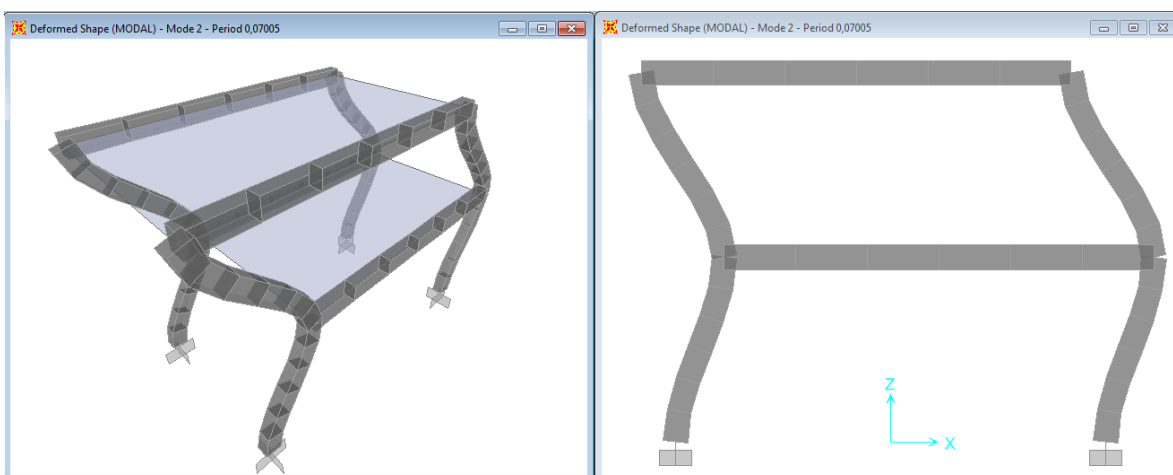 Deformed Shape (MODAL) - Mode 2 - Period 0,07005
Deformed Shape (MODAL) - Mode 2 - Period 0,07005
Z
X